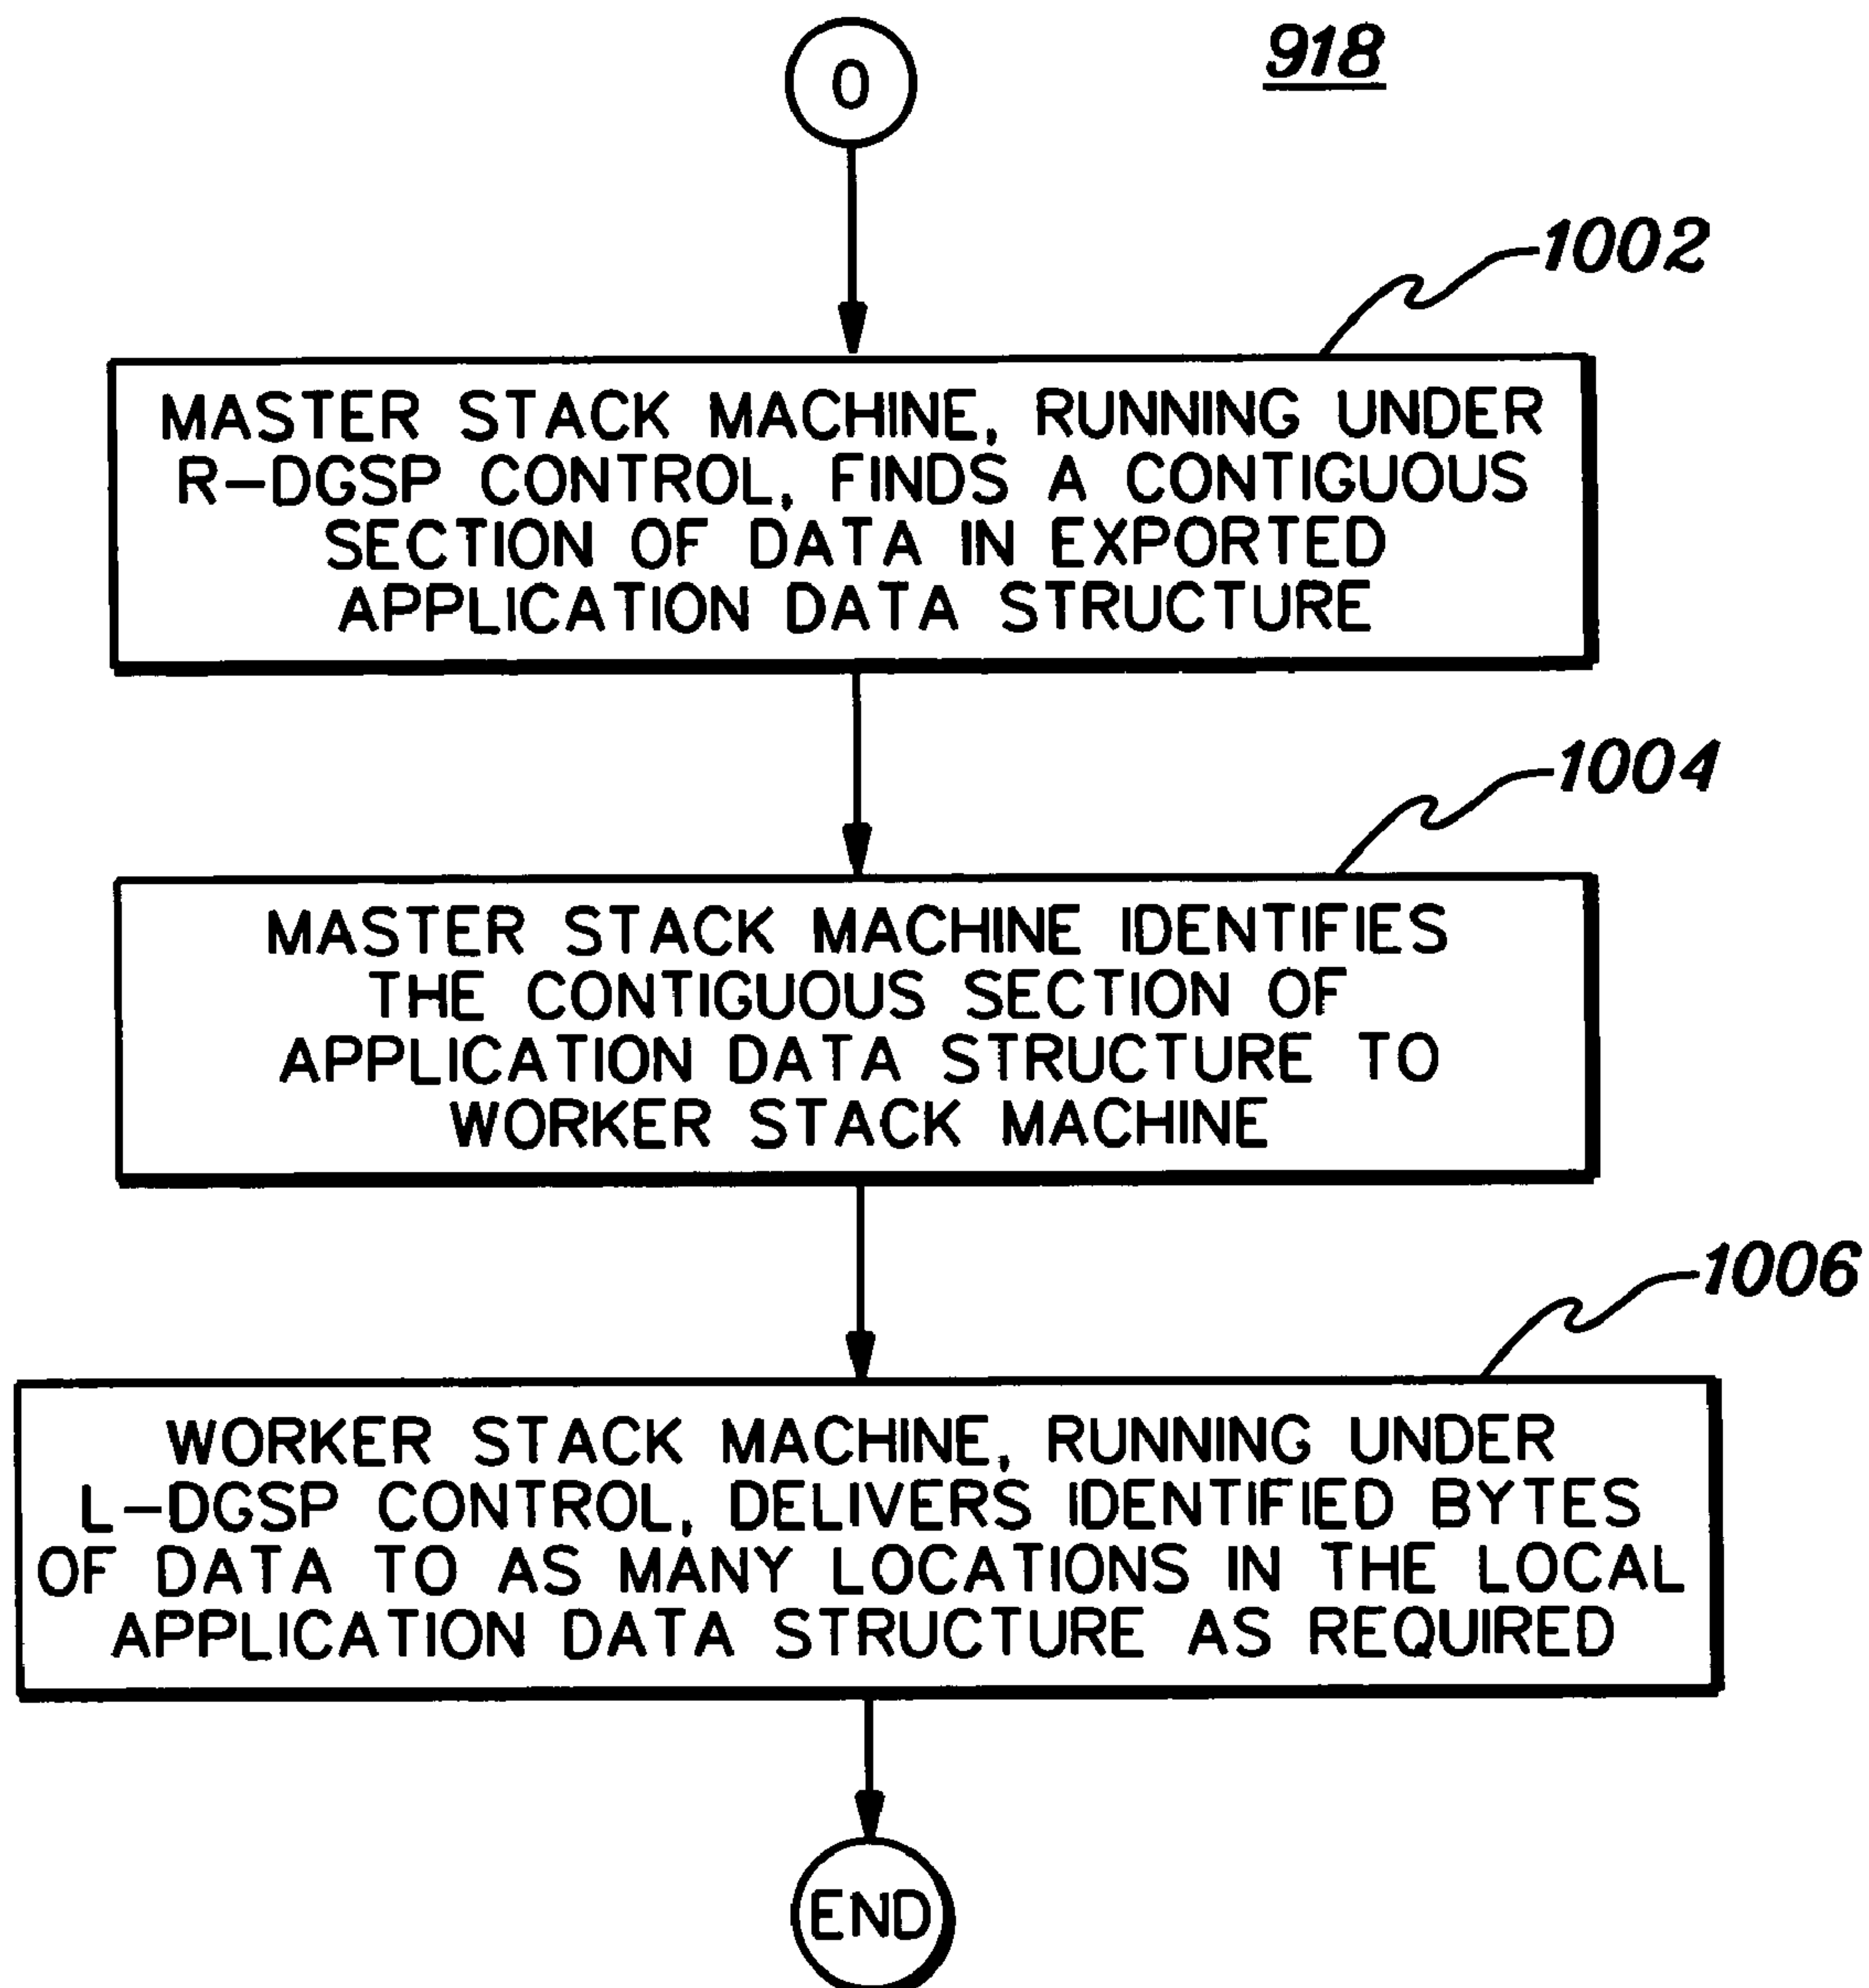 918
0
1002
MASTER STACK MACHINE, RUNNING UNDER
R-DGSP CONTROL, FINDS A CONTIGUOUS
SECTION OF DATA IN EXPORTED
APPLICATION DATA STRUCTURE
1004
MASTER STACK MACHINE IDENTIFIES
THE CONTIGUOUS SECTION OF
APPLICATION DATA STRUCTURE TO
WORKER STACK MACHINE
1006
WORKER STACK MACHINE, RUNNING UNDER
L-DGSP CONTROL, DELIVERS IDENTIFIED BYTES
OF DATA TO AS MANY LOCATIONS IN THE LOCAL
APPLICATION DATA STRUCTURE AS REQUIRED
END